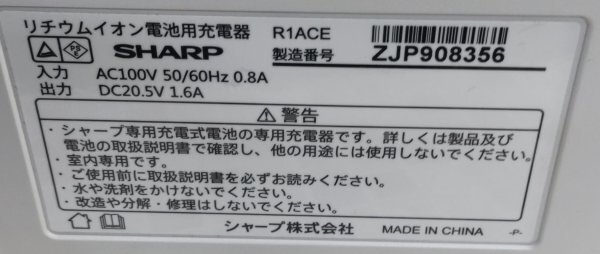 リチウムイオン電池用充電器 R1ACE
PSE SHARP 製造番号 ZJP908356
入力 AC100V 50/60Hz 0.8A
出力 DC20.5V 1.6A
⚠警告
・シャープ専用充電式電池の専用充電器です。詳しくは製品及び
電池の取扱説明書で確認し、他の用途には使用しないでください。
・室内専用です。
・ご使用前に取扱説明書を必ずお読みください。
・水や洗剤をかけないでください。
・改造や分解・修理はしないでください。
シャープ株式会社 MADE IN CHINA -P-